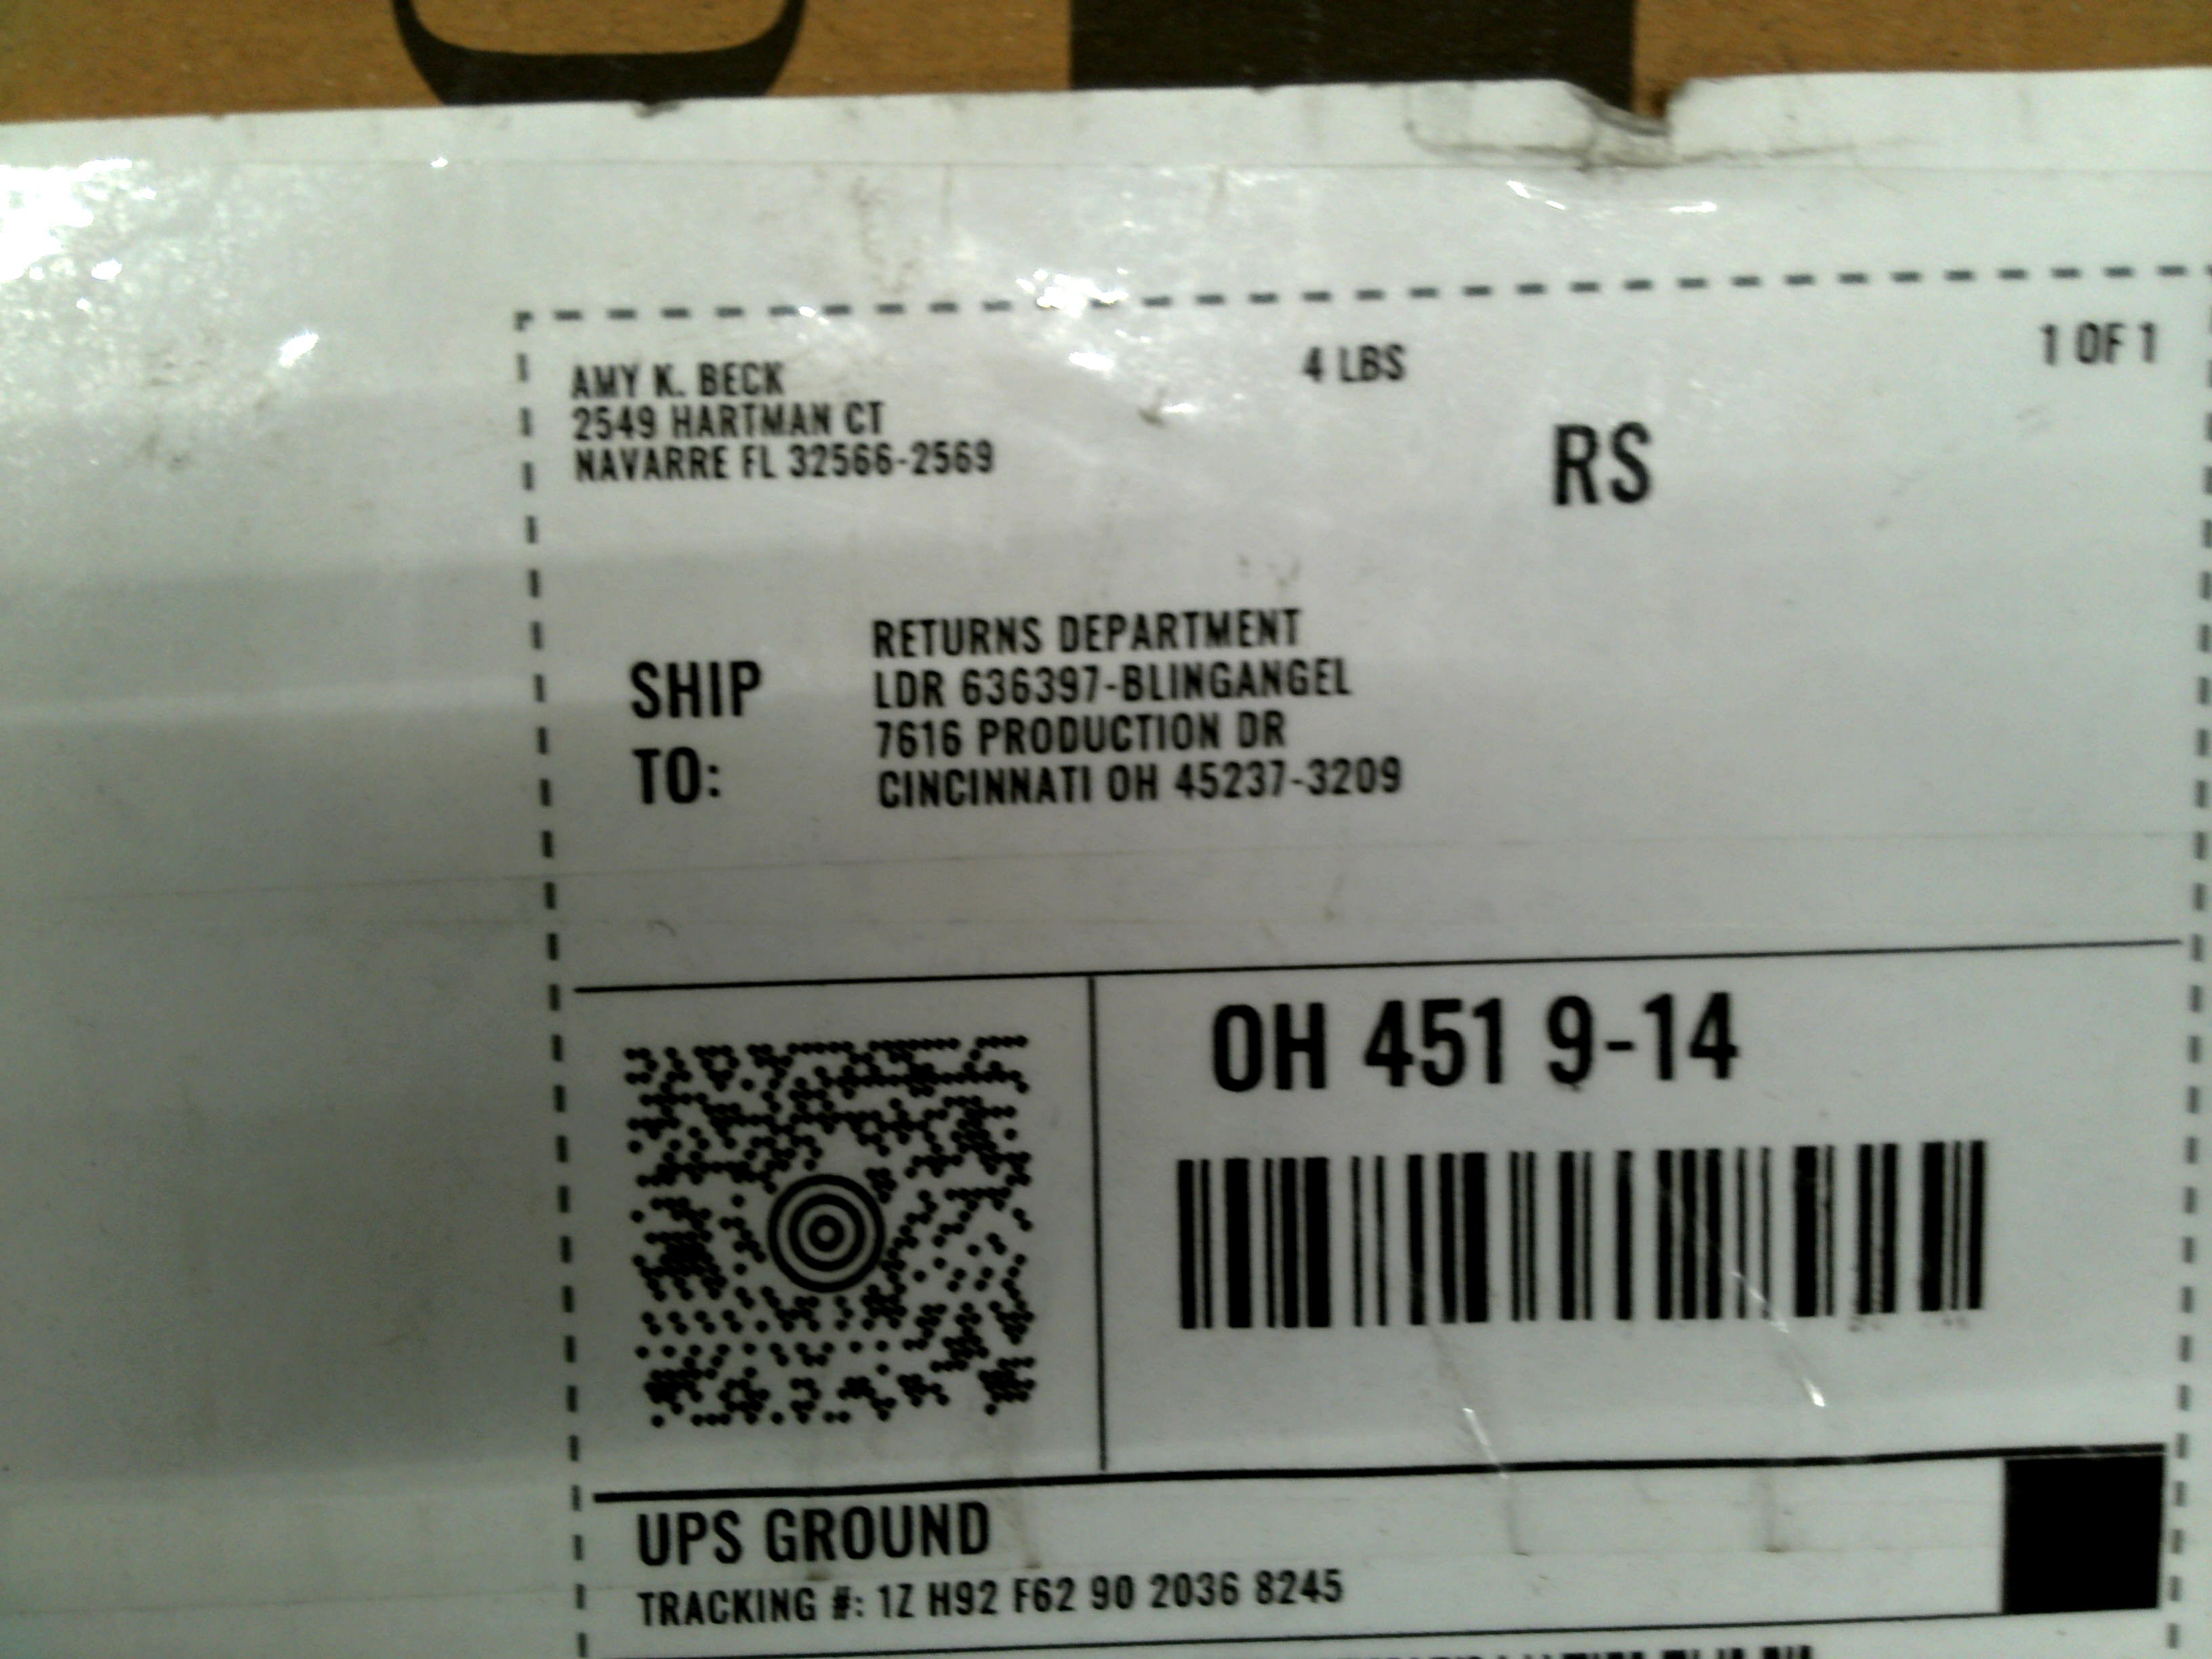 AMY K. BECK
2549 HARTMAN CT
NAVARRE FL 32566-2569
4 LBS
1 OF 1
RS
SHIP TO:
RETURNS DEPARTMENT
LDR 636397-BLINGANGEL
7616 PRODUCTION DR
CINCINNATI OH 45237-3209
OH 451 9-14
UPS GROUND
TRACKING #: 1Z H92 F62 90 2036 8245